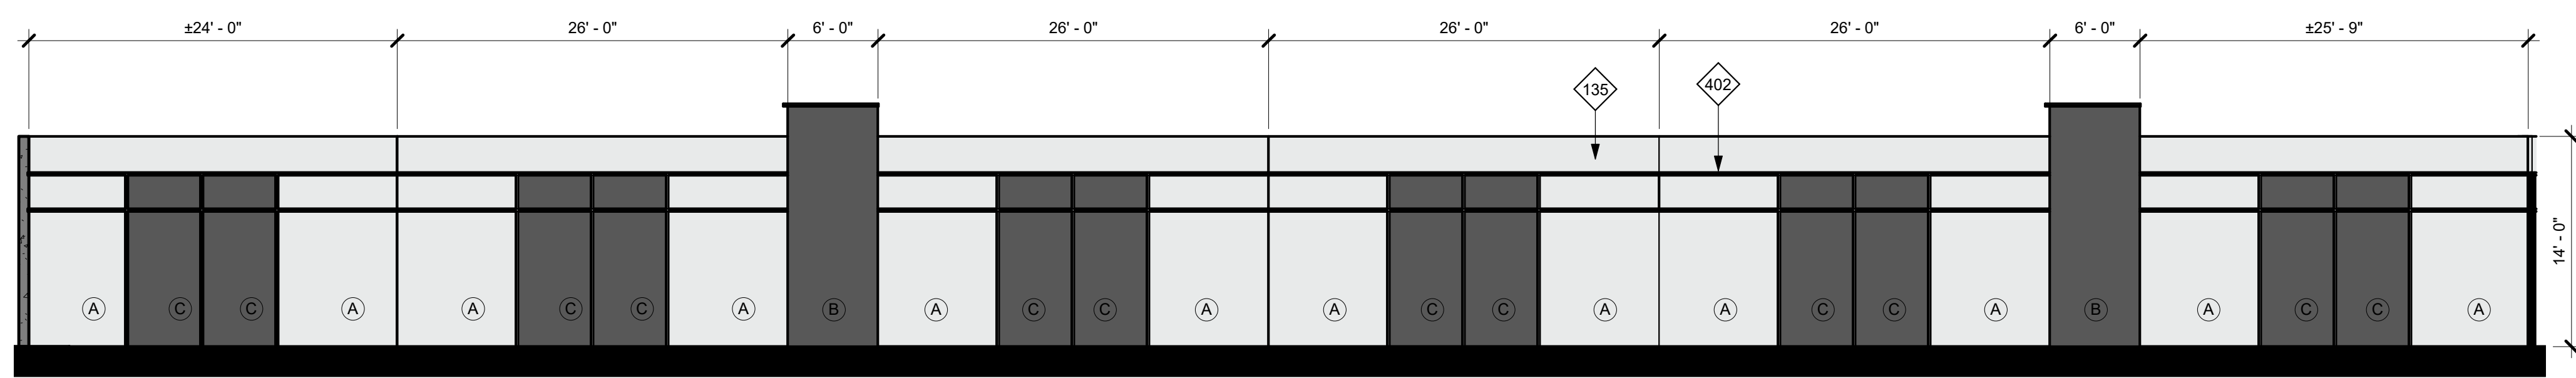 ±24' - 0" 26' - 0" 6' - 0" 26' - 0" 26' - 0" 26' - 0" 6' - 0" ±25' - 9"
135 402
14' - 0"
A C C A A C C A B A C C A A C C A A C C A B A C C A